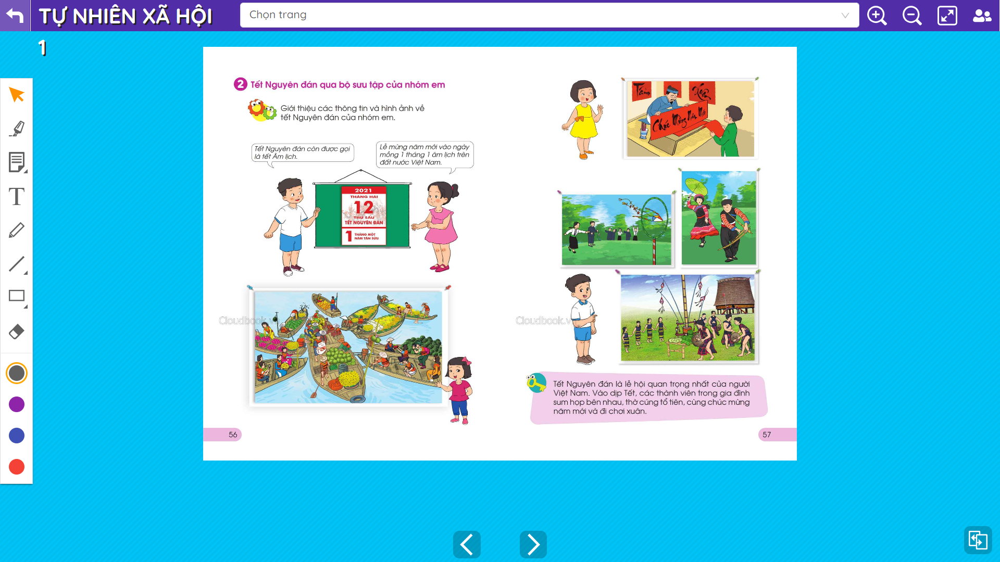 TỰ NHIÊN XÃ HỘI
Chọn trang
1
2 Tết Nguyên đán qua bộ sưu tập của nhóm em
Giới thiệu các thông tin và hình ảnh về
tết Nguyên đán của nhóm em.
Tết Nguyên đán còn được gọi
là tết Âm lịch.
Lễ mừng năm mới vào ngày
mồng 1 tháng 1 âm lịch trên
đất nước Việt Nam.
2021
THÁNG HAI
12
THỨ SÁU
TẾT NGUYÊN ĐÁN
1 THÁNG MỘT
NĂM TÂN SỬU
Cloudbook.v
56
Xuân
Chúc Mừng Năm Mới
Cloudbook.v
Tết Nguyên đán là lễ hội quan trọng nhất của người
Việt Nam. Vào dịp Tết, các thành viên trong gia đình
sum họp bên nhau, thờ cúng tổ tiên, cùng chúc mừng
năm mới và đi chơi xuân.
57
T